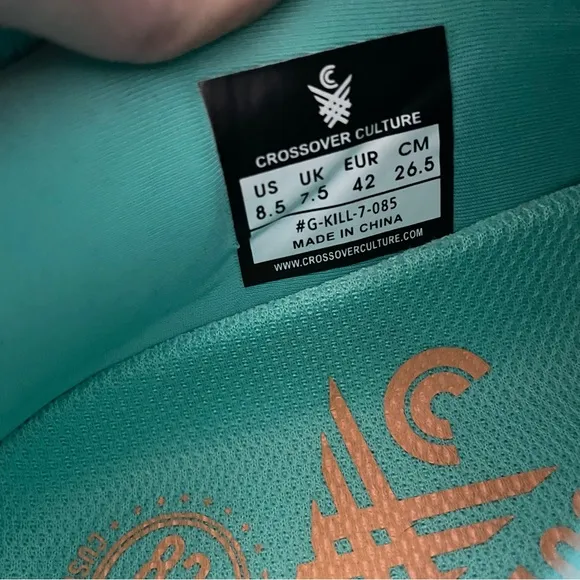 CROSSOVER CULTURE
US UK EUR CM
8.5 7.5 42 26.5
#G-KILL-7-085
MADE IN CHINA
WWW.CROSSOVERCULTURE.COM